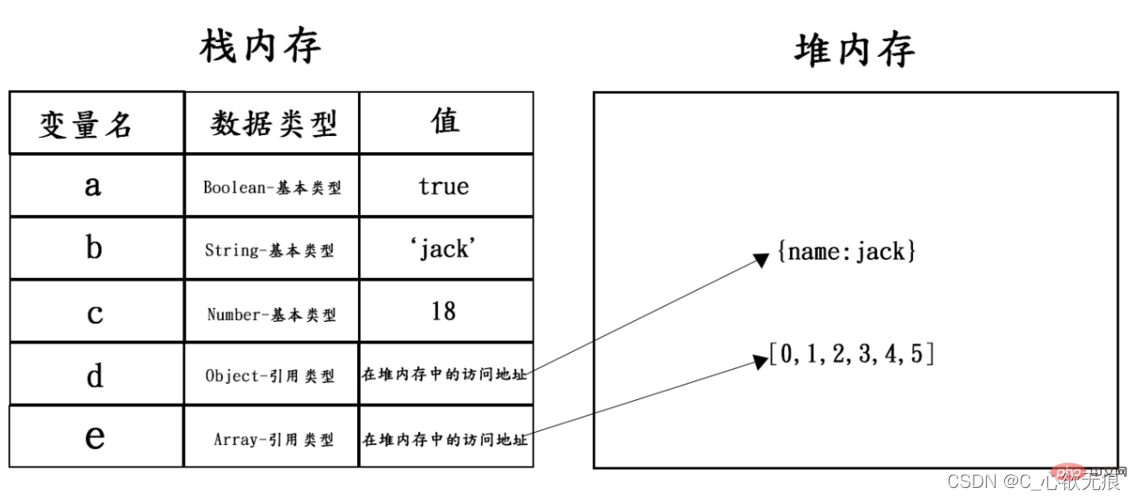 栈内存
堆内存
变量名 数据类型 值
a Boolean-基本类型 true
b String-基本类型 ‘jack’
c Number-基本类型 18
d Object-引用类型 在堆内存中的访问地址
e Array-引用类型 在堆内存中的访问地址
{name:jack}
[0,1,2,3,4,5]
php
CSDN @C_心欲无痕